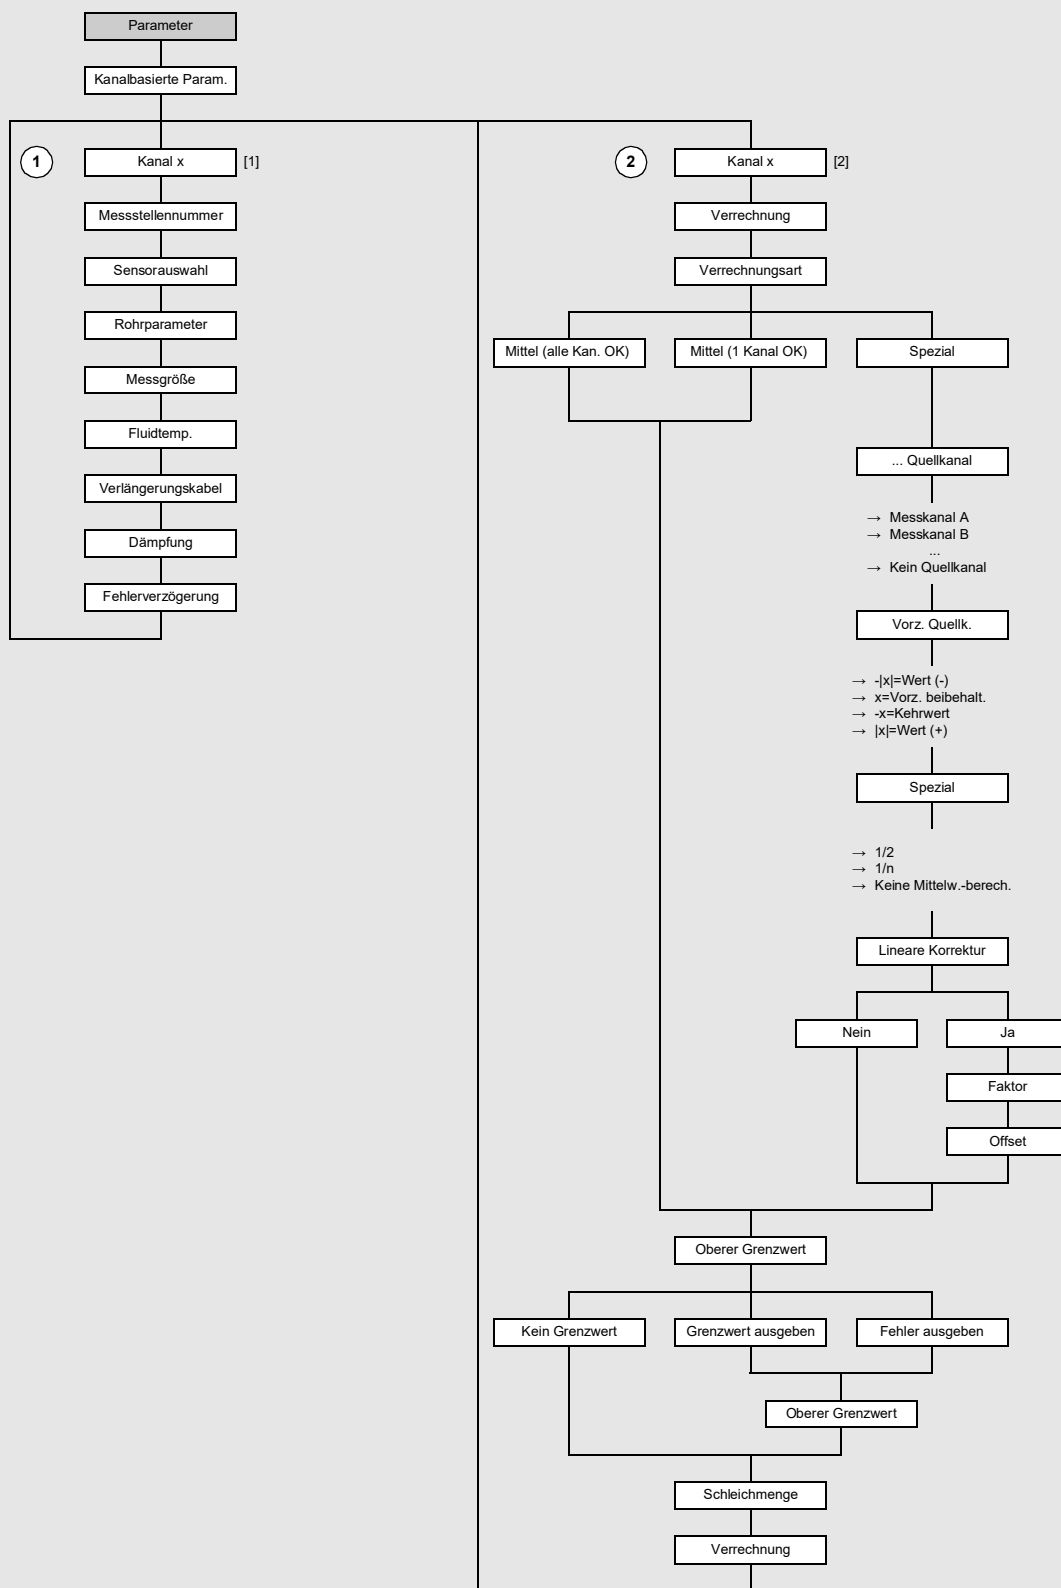 Parameter
Kanalbasierte Param.
1
Kanal x
[1]
Messstellennummer
Sensorauswahl
Rohrparameter
Messgröße
Fluidtemp.
Verlängerungskabel
Dämpfung
Fehlerverzögerung
2
Kanal x
[2]
Verrechnung
Verrechnungsart
Mittel (alle Kan. OK)
Mittel (1 Kanal OK)
Spezial
... Quellkanal
→ Messkanal A
→ Messkanal B
...
→ Kein Quellkanal
Vorz. Quellk.
→ -|x|=Wert (-)
→ x=Vorz. beibehalt.
→ -x=Kehrwert
→ |x|=Wert (+)
Spezial
→ 1/2
→ 1/n
→ Keine Mittelw.-berech.
Lineare Korrektur
Nein
Ja
Faktor
Offset
Oberer Grenzwert
Kein Grenzwert
Grenzwert ausgeben
Fehler ausgeben
Oberer Grenzwert
Schleichmenge
Verrechnung